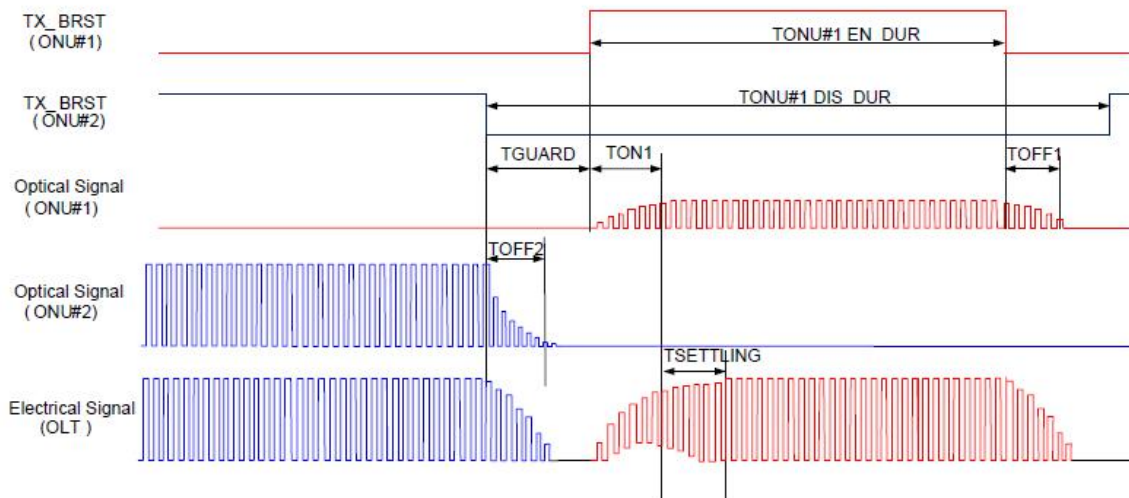 TX_BRST
( ONU#1)
TONU#1 EN_DUR
TX_BRST
( ONU#2)
TONU#1 DIS_DUR
TGUARD
TON1
TOFF1
Optical Signal
( ONU#1)
TOFF2
Optical Signal
( ONU#2)
TSETTLING
Electrical Signal
(OLT )